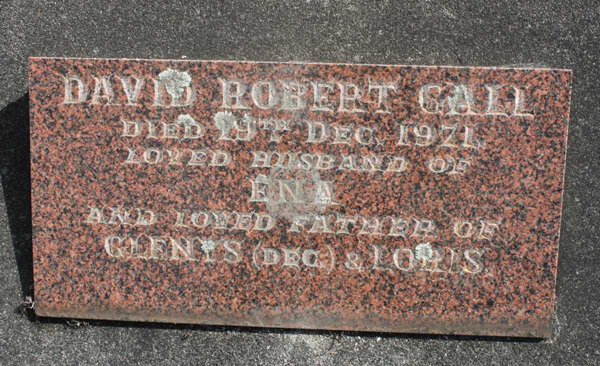 DAVID ROBERT GALL
DIED 19TH DEC. 1971.
LOVED HUSBAND OF
ENA
AND LOVED FATHER OF
GLENYS (DEC.) & LORIS.